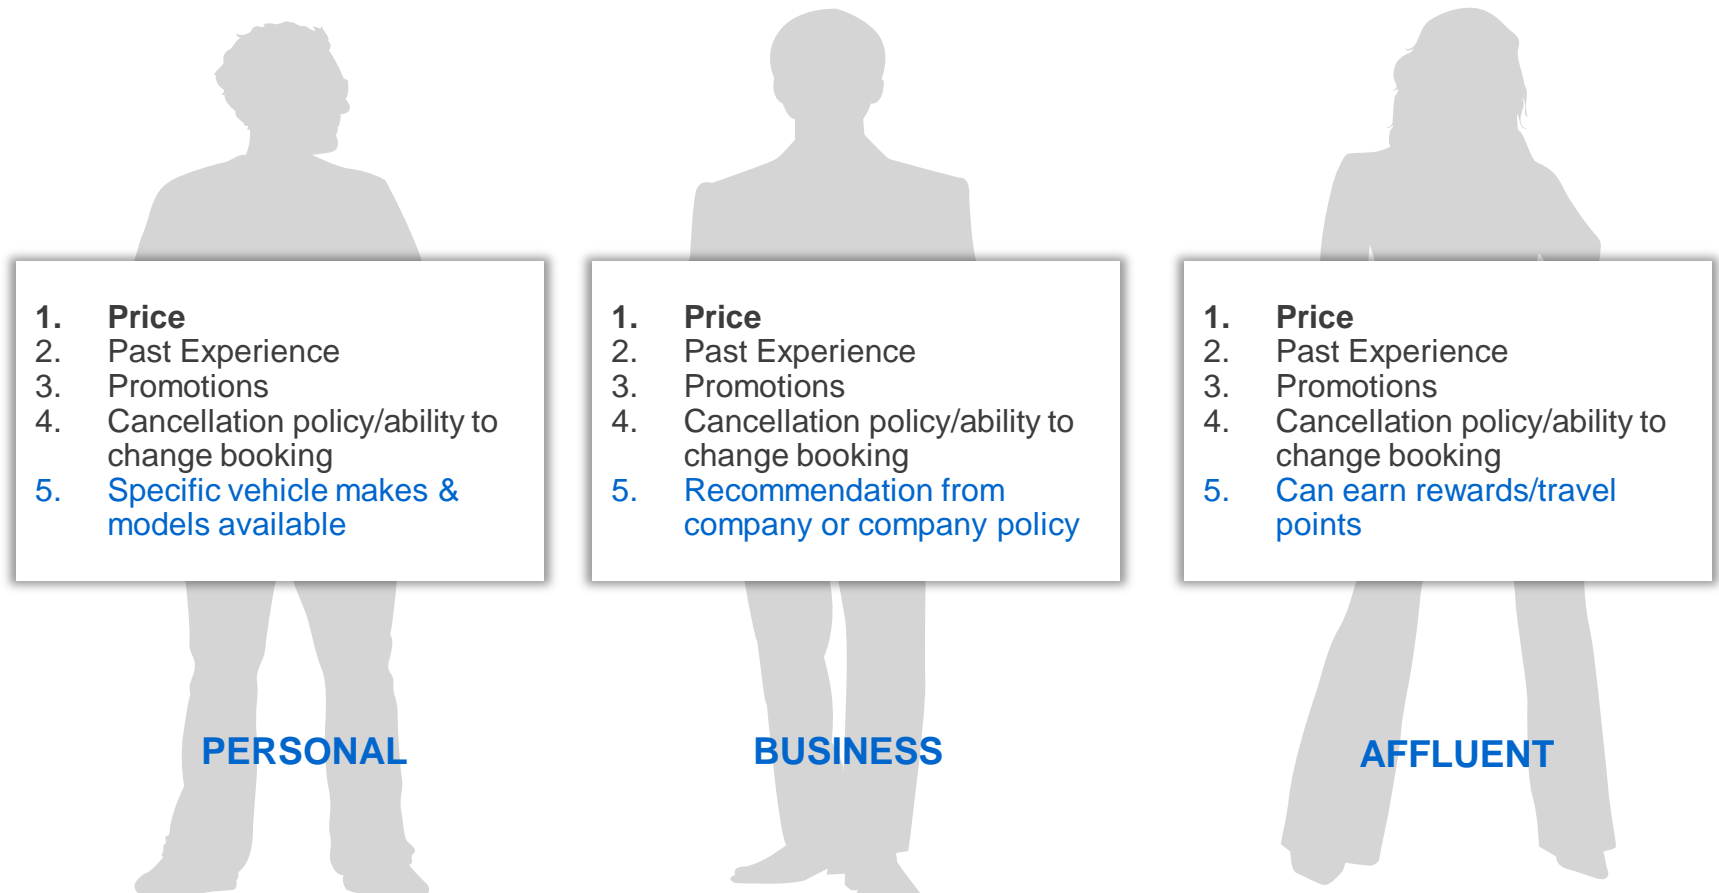 1. Price
2. Past Experience
3. Promotions
4. Cancellation policy/ability to
change booking
5. Specific vehicle makes &
models available
PERSONAL
1. Price
2. Past Experience
3. Promotions
4. Cancellation policy/ability to
change booking
5. Recommendation from
company or company policy
BUSINESS
1. Price
2. Past Experience
3. Promotions
4. Cancellation policy/ability to
change booking
5. Can earn rewards/travel
points
AFFLUENT